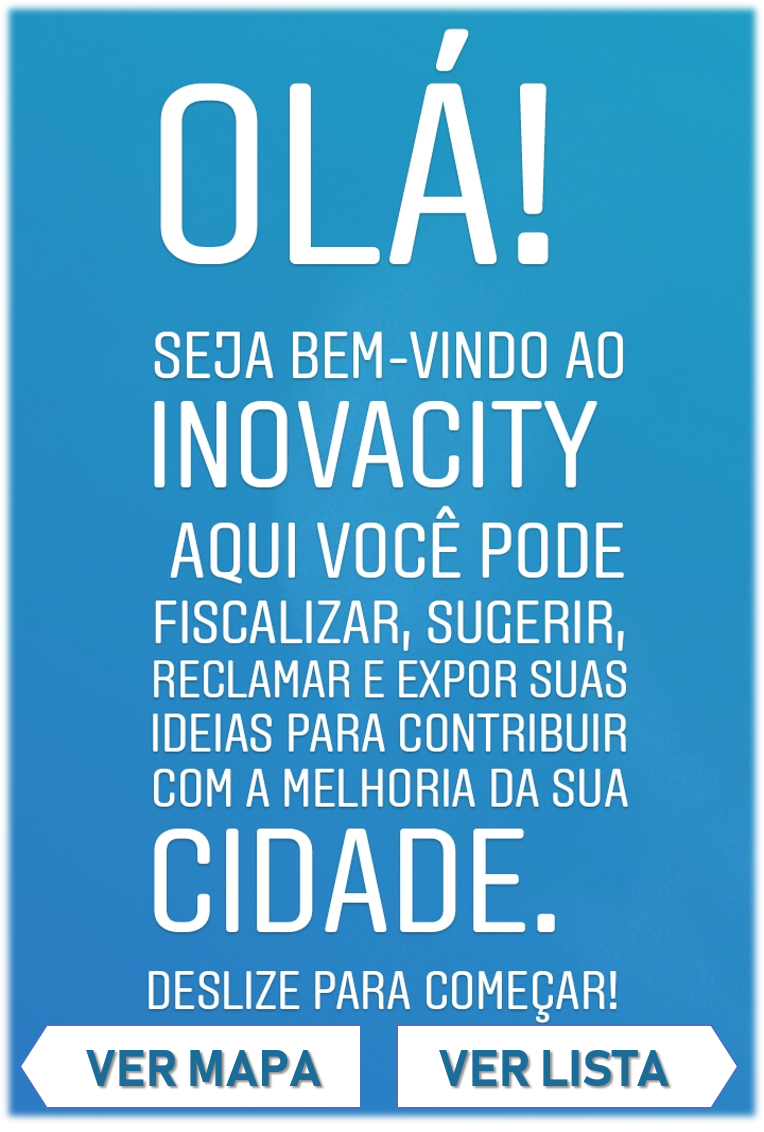 OLÁ!
SEJA BEM-VINDO AO
INOVACITY
AQUI VOCÊ PODE
FISCALIZAR, SUGERIR,
RECLAMAR E EXPOR SUAS
IDEIAS PARA CONTRIBUIR
COM A MELHORIA DA SUA
CIDADE.
DESLIZE PARA COMEÇAR!
VER MAPA
VER LISTA